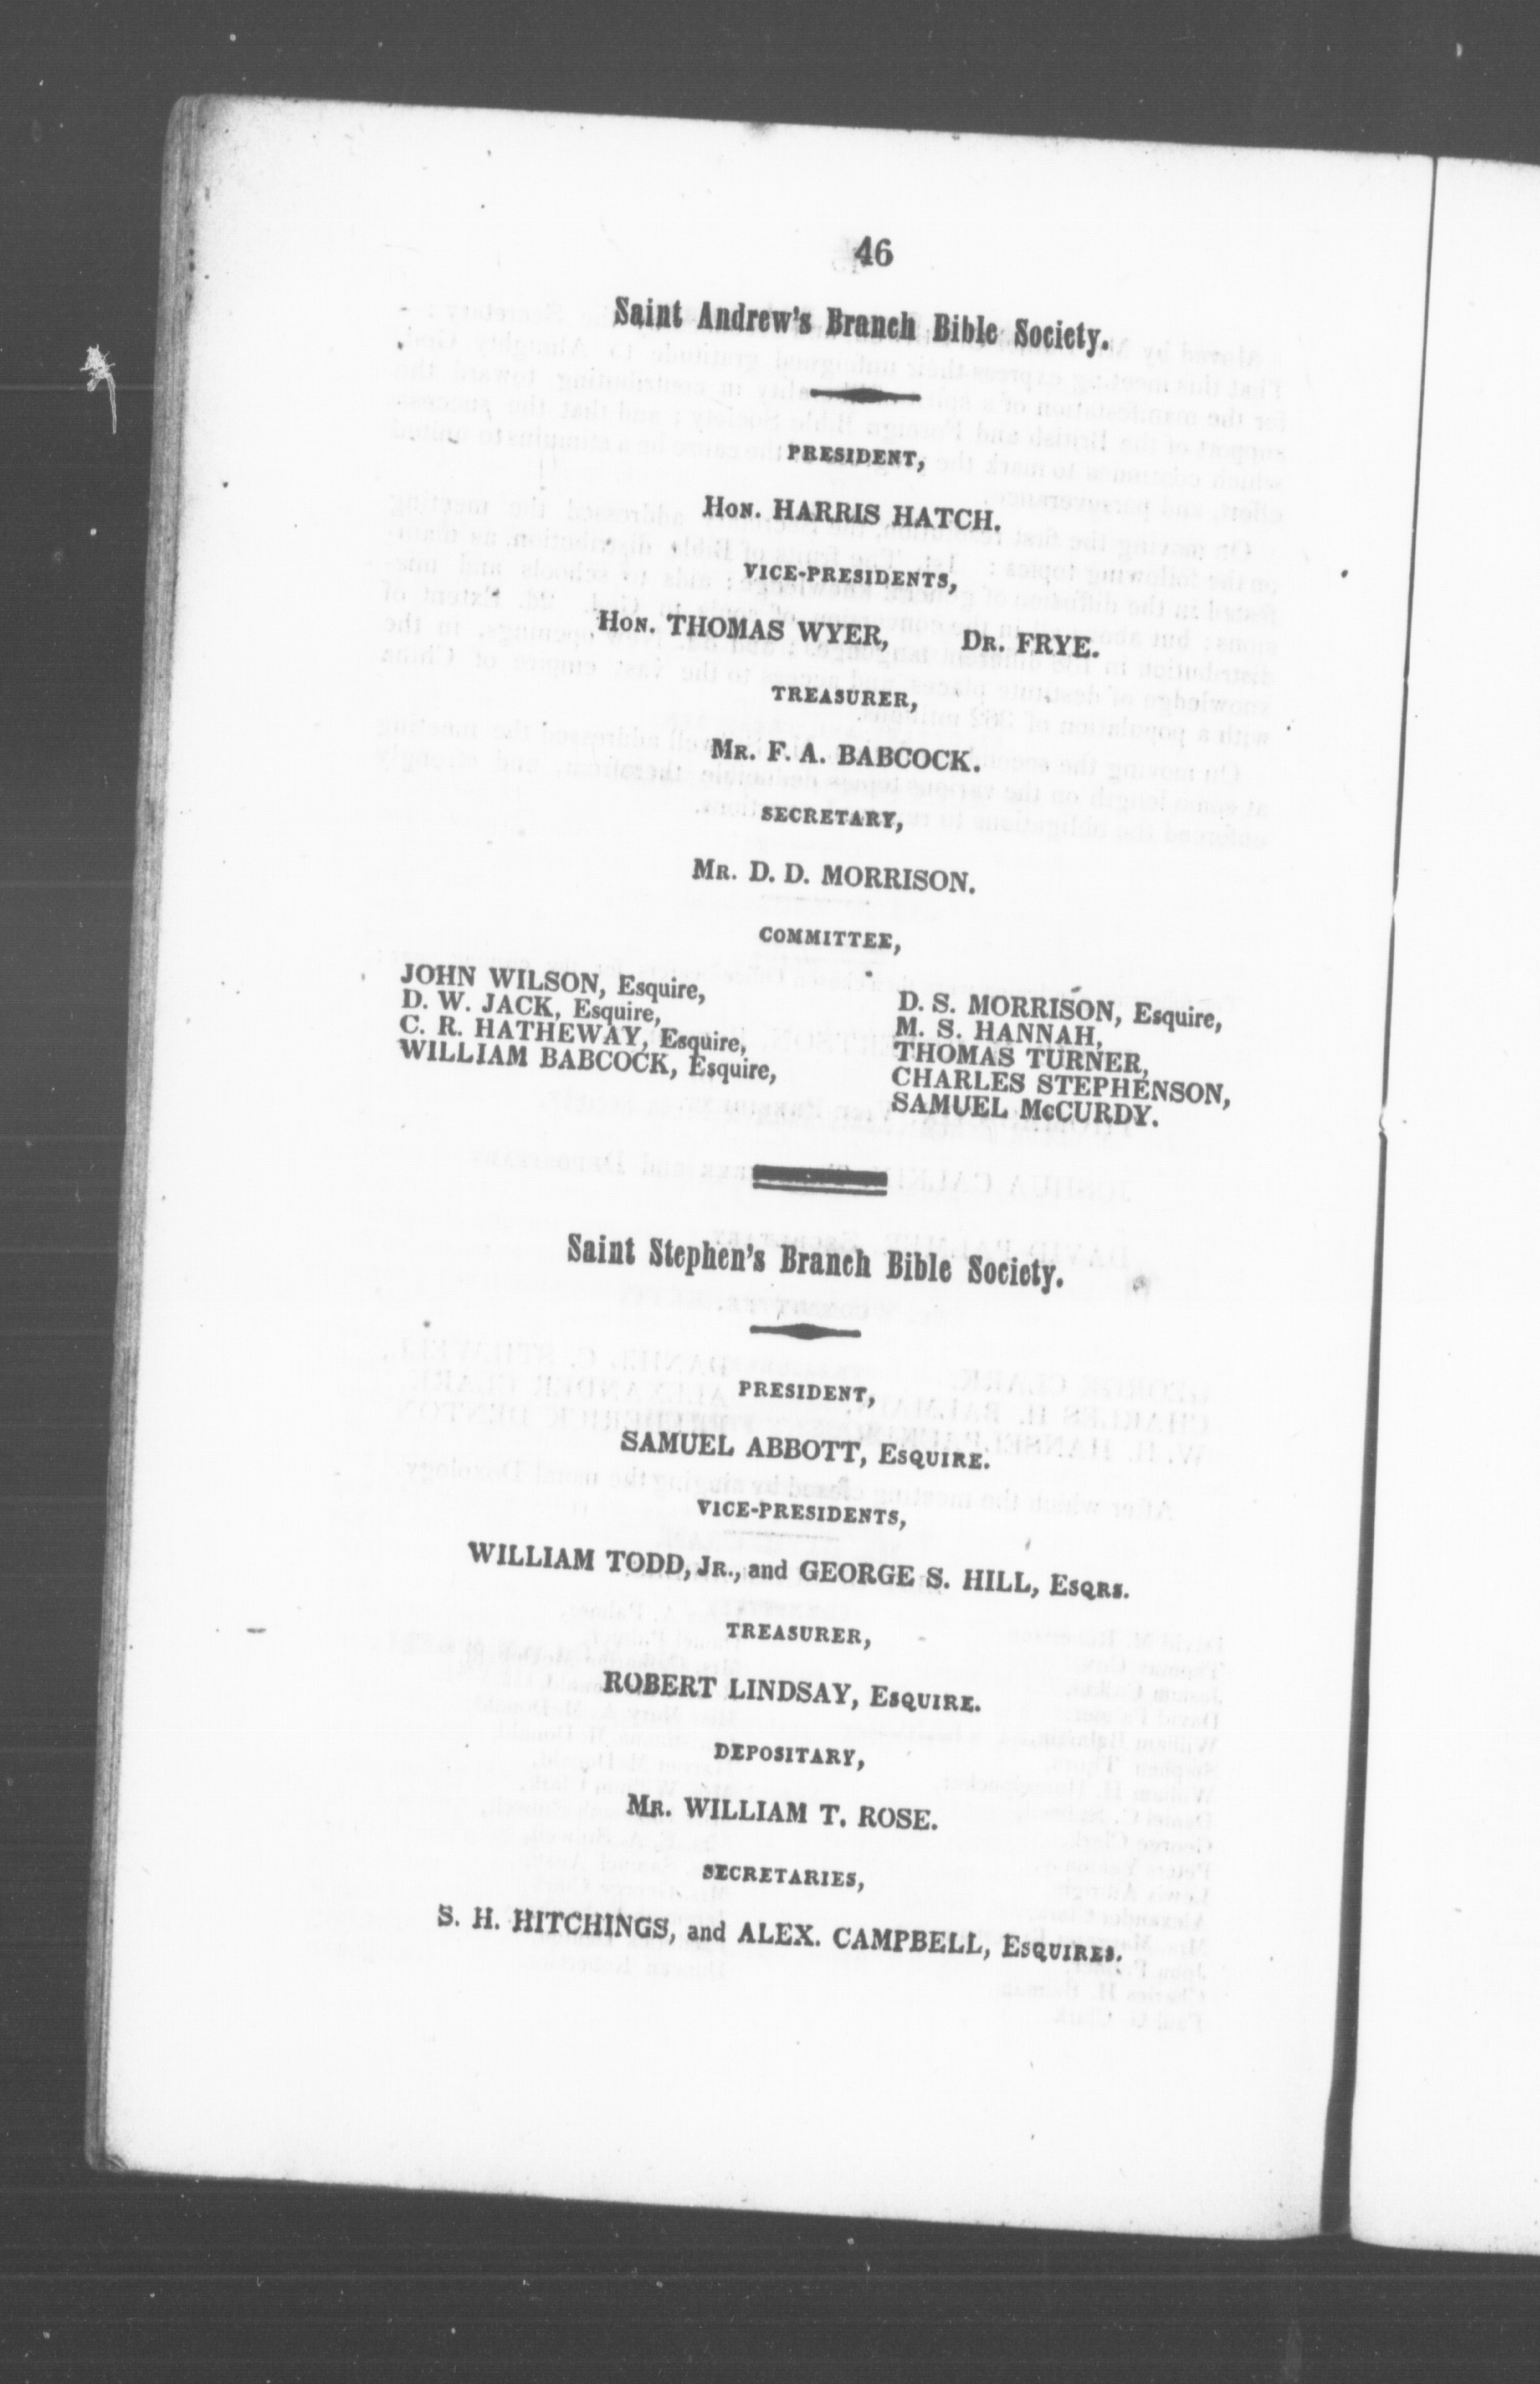 46
Saint Andrew's Branch Bible Society.
PRESIDENT,
HON. HARRIS HATCH.
VICE-PRESIDENTS,
HON. THOMAS WYER, DR. FRYE.
TREASURER,
MR. F. A. BABCOCK.
SECRETARY,
MR. D. D. MORRISON.
COMMITTEE,
JOHN WILSON, Esquire,
D. W. JACK, Esquire,
C. R. HATHEWAY, Esquire,
WILLIAM BABCOCK, Esquire,
D. S. MORRISON, Esquire,
M. S. HANNAH,
THOMAS TURNER,
CHARLES STEPHENSON,
SAMUEL McCURDY.
Saint Stephen's Branch Bible Society.
PRESIDENT,
SAMUEL ABBOTT, ESQUIRE.
VICE-PRESIDENTS,
WILLIAM TODD, JR., and GEORGE S. HILL, ESQRS.
TREASURER,
ROBERT LINDSAY, ESQUIRE.
DEPOSITARY,
MR. WILLIAM T. ROSE.
SECRETARIES,
S. H. HITCHINGS, and ALEX. CAMPBELL, ESQUIRES.